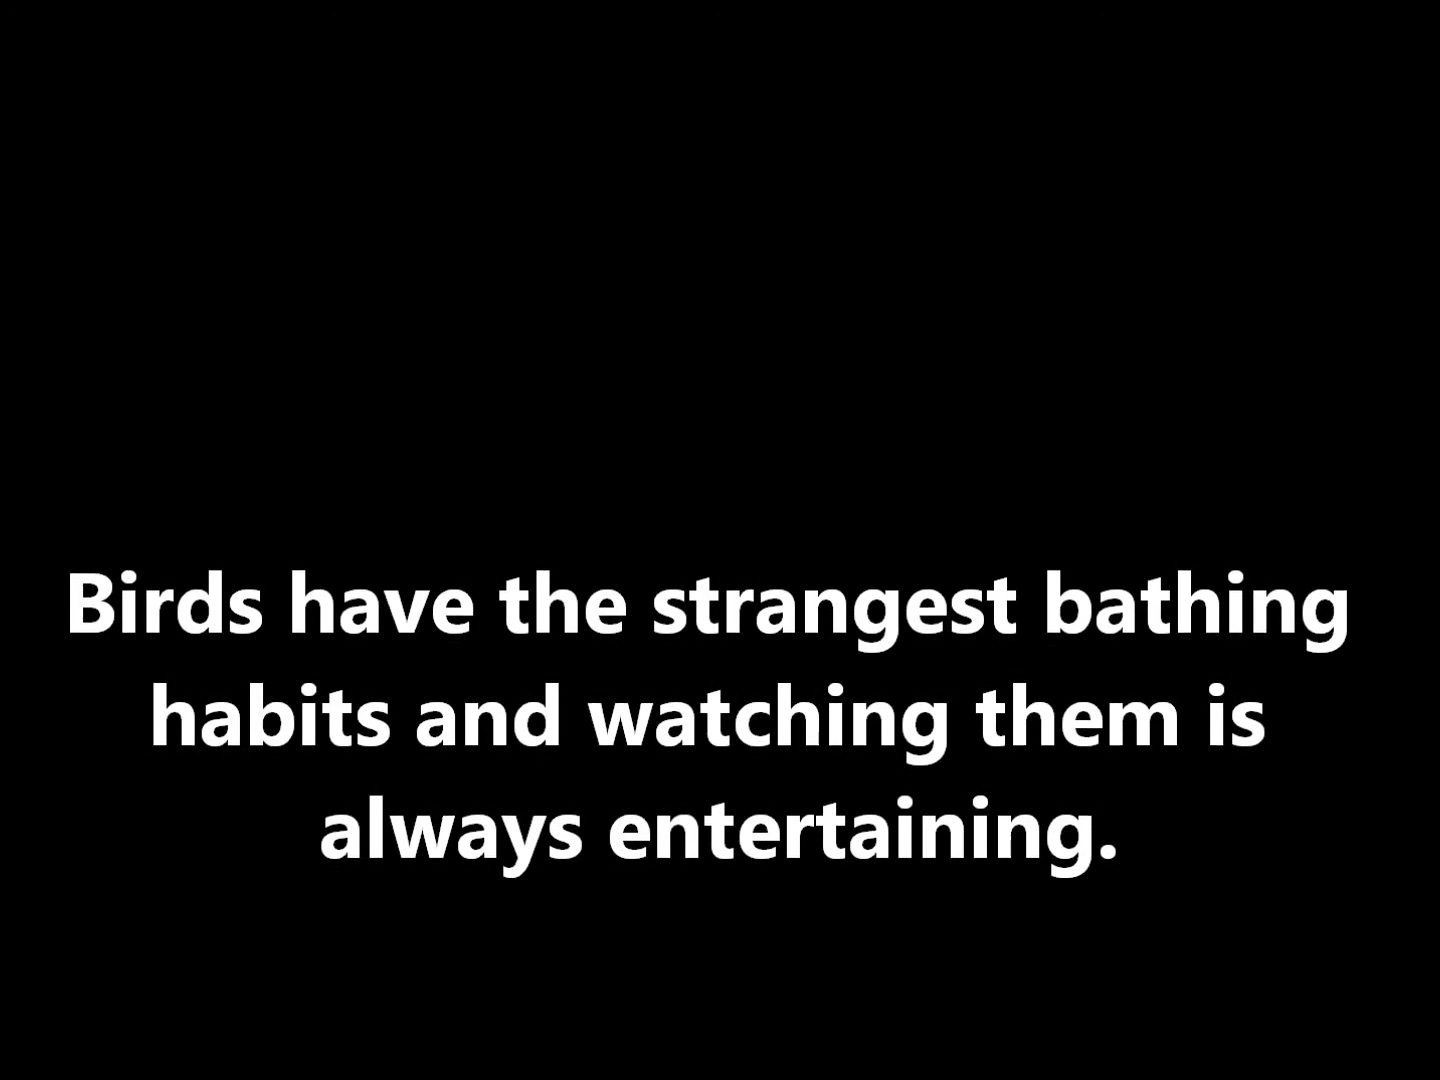 Birds have the strangest bathing
habits and watching them is
always entertaining.